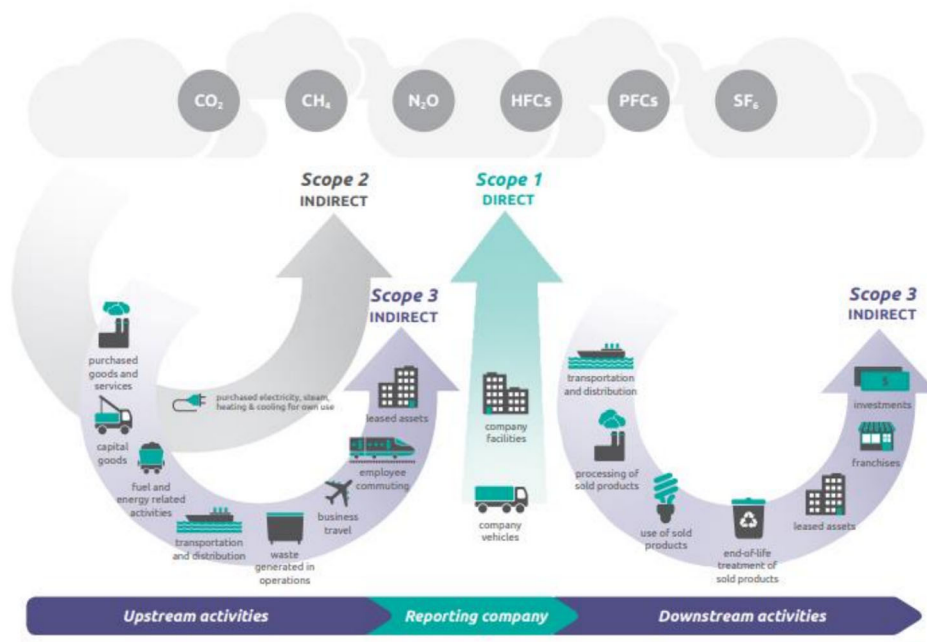 CO₂ CH₄ N₂O HFCs PFCs SF₆
Scope 2
INDIRECT
Scope 1
DIRECT
Scope 3
INDIRECT
Scope 3
INDIRECT
purchased
goods and
services
capital
goods
fuel and
energy related
activities
transportation
and distribution
waste
generated in
operations
business
travel
employee
commuting
leased assets
purchased electricity, steam,
heating & cooling for own use
company
facilities
company
vehicles
transportation
and distribution
processing of
sold products
use of sold
products
end-of-life
treatment of
sold products
leased assets
franchises
$
investments
Upstream activities
Reporting company
Downstream activities